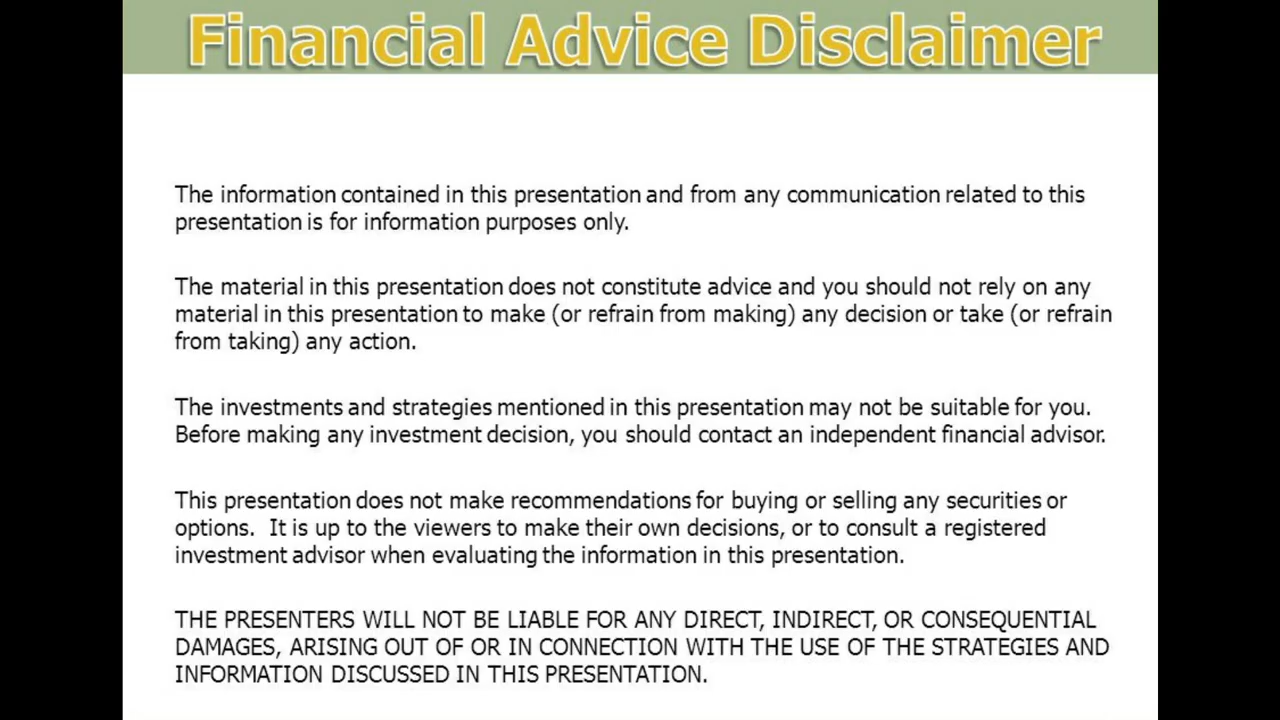 Financial Advice Disclaimer
The information contained in this presentation and from any communication related to this
presentation is for information purposes only.
The material in this presentation does not constitute advice and you should not rely on any
material in this presentation to make (or refrain from making) any decision or take (or refrain
from taking) any action.
The investments and strategies mentioned in this presentation may not be suitable for you.
Before making any investment decision, you should contact an independent financial advisor.
This presentation does not make recommendations for buying or selling any securities or
options.  It is up to the viewers to make their own decisions, or to consult a registered
investment advisor when evaluating the information in this presentation.
THE PRESENTERS WILL NOT BE LIABLE FOR ANY DIRECT, INDIRECT, OR CONSEQUENTIAL
DAMAGES, ARISING OUT OF OR IN CONNECTION WITH THE USE OF THE STRATEGIES AND
INFORMATION DISCUSSED IN THIS PRESENTATION.